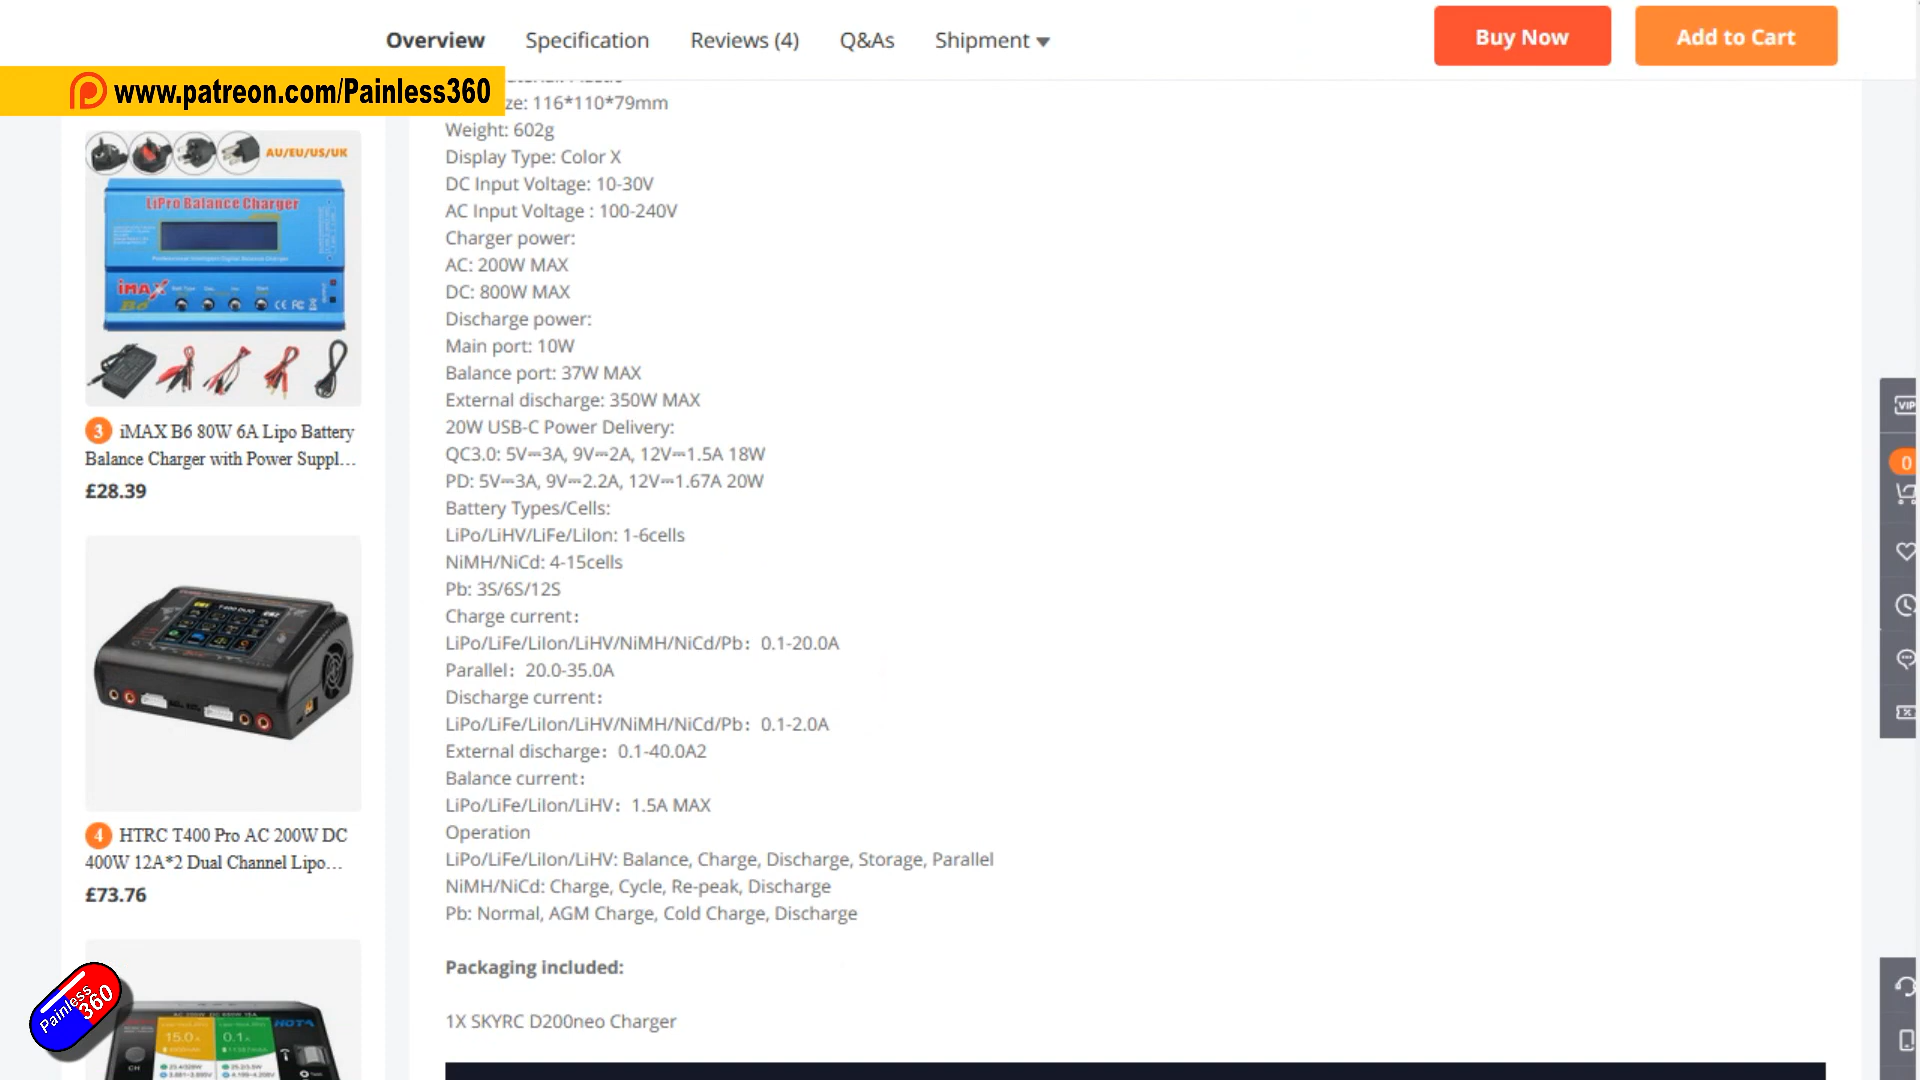 Overview
Specification
Reviews (4)
Q&As
Shipment
Buy Now
Add to Cart
www.patreon.com/Painless360
ze: 116*110*79mm
Weight: 602g
Display Type: Color X
DC Input Voltage: 10-30V
AC Input Voltage : 100-240V
Charger power:
AC: 200W MAX
DC: 800W MAX
Discharge power:
Main port: 10W
Balance port: 37W MAX
External discharge: 350W MAX
20W USB-C Power Delivery:
QC3.0: 5V⎓3A, 9V⎓2A, 12V⎓1.5A 18W
PD: 5V⎓3A, 9V⎓2.2A, 12V⎓1.67A 20W
Battery Types/Cells:
LiPo/LiHV/LiFe/LiIon: 1-6cells
NiMH/NiCd: 4-15cells
Pb: 3S/6S/12S
Charge current：
LiPo/LiFe/LiIon/LiHV/NiMH/NiCd/Pb：0.1-20.0A
Parallel：20.0-35.0A
Discharge current：
LiPo/LiFe/LiIon/LiHV/NiMH/NiCd/Pb：0.1-2.0A
External discharge：0.1-40.0A2
Balance current：
LiPo/LiFe/LiIon/LiHV：1.5A MAX
Operation
LiPo/LiFe/LiIon/LiHV: Balance, Charge, Discharge, Storage, Parallel
NiMH/NiCd: Charge, Cycle, Re-peak, Discharge
Pb: Normal, AGM Charge, Cold Charge, Discharge
Packaging included:
1X SKYRC D200neo Charger
AU/EU/US/UK
LiPro Balance Charger
iMAX
B6
3 iMAX B6 80W 6A Lipo Battery
Balance Charger with Power Suppl...
£28.39
T400 DUO
4 HTRC T400 Pro AC 200W DC
400W 12A*2 Dual Channel Lipo...
£73.76
HOTA
15.0A
0.1A
CH
Painless
360
VIP
0